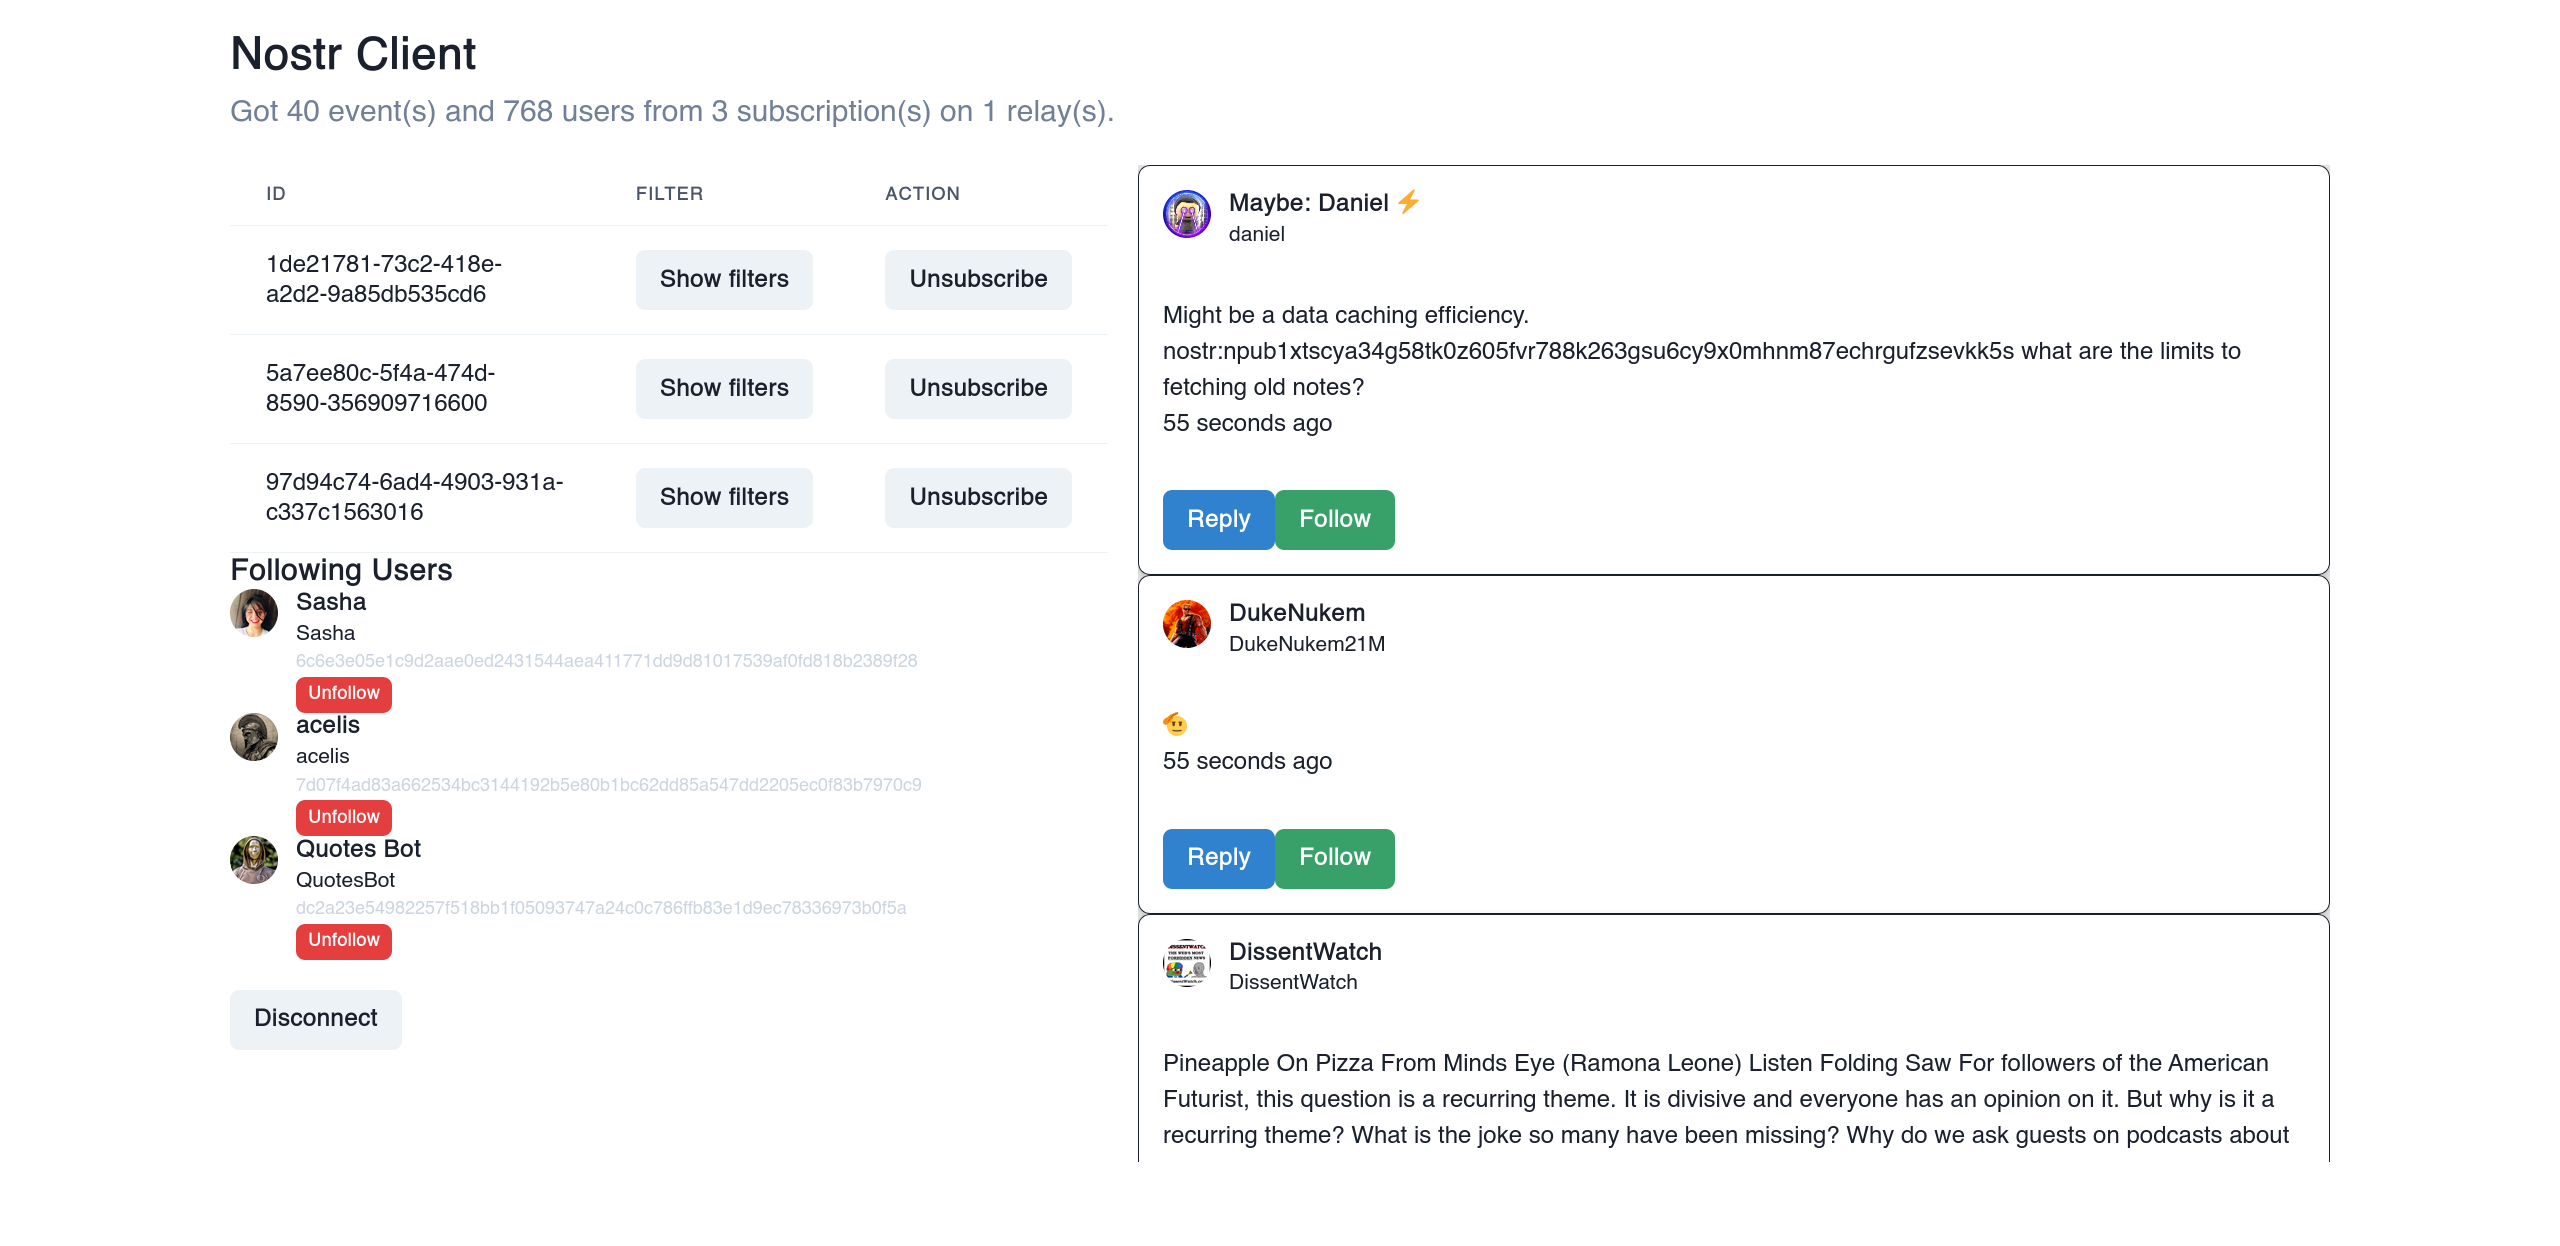 Nostr Client
Got 40 event(s) and 768 users from 3 subscription(s) on 1 relay(s).
ID FILTER ACTION
1de21781-73c2-418e-
a2d2-9a85db535cd6
Show filters Unsubscribe
5a7ee80c-5f4a-474d-
8590-356909716600
Show filters Unsubscribe
97d94c74-6ad4-4903-931a-
c337c1563016
Show filters Unsubscribe
Following Users
Sasha
Sasha
6c6e3e05e1c9d2aae0ed2431544aea411771dd9d81017539af0fd818b2389f28
Unfollow
acelis
acelis
7d07f4ad83a662534bc3144192b5e80b1bc62dd85a547dd2205ec0f83b7970c9
Unfollow
Quotes Bot
QuotesBot
dc2a23e54982257f518bb1f05093747a24c0c786ffb83e1d9ec78336973b0f5a
Unfollow
Disconnect
Maybe: Daniel ⚡
daniel
Might be a data caching efficiency.
nostr:npub1xtscya34g58tk0z605fvr788k263gsu6cy9x0mhnm87echrgufzsevkk5s what are the limits to
fetching old notes?
55 seconds ago
Reply Follow
DukeNukem
DukeNukem21M
🫡
55 seconds ago
Reply Follow
DissentWatch
DissentWatch
Pineapple On Pizza From Minds Eye (Ramona Leone) Listen Folding Saw For followers of the American
Futurist, this question is a recurring theme. It is divisive and everyone has an opinion on it. But why is it a
recurring theme? What is the joke so many have been missing? Why do we ask guests on podcasts about